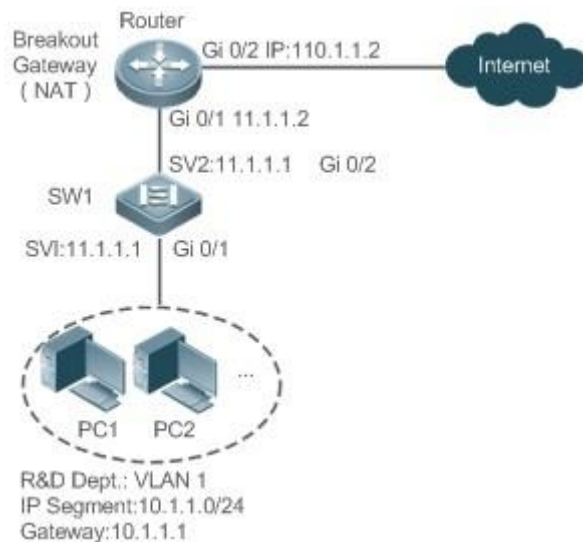 Router
Breakout
Gateway
( NAT )
Gi 0/2 IP:110.1.1.2
Internet
Gi 0/1 11.1.1.2
SV2:11.1.1.1 Gi 0/2
SW1
SVI:11.1.1.1 Gi 0/1
...
PC1 PC2
R&D Dept.: VLAN 1
IP Segment:10.1.1.0/24
Gateway:10.1.1.1